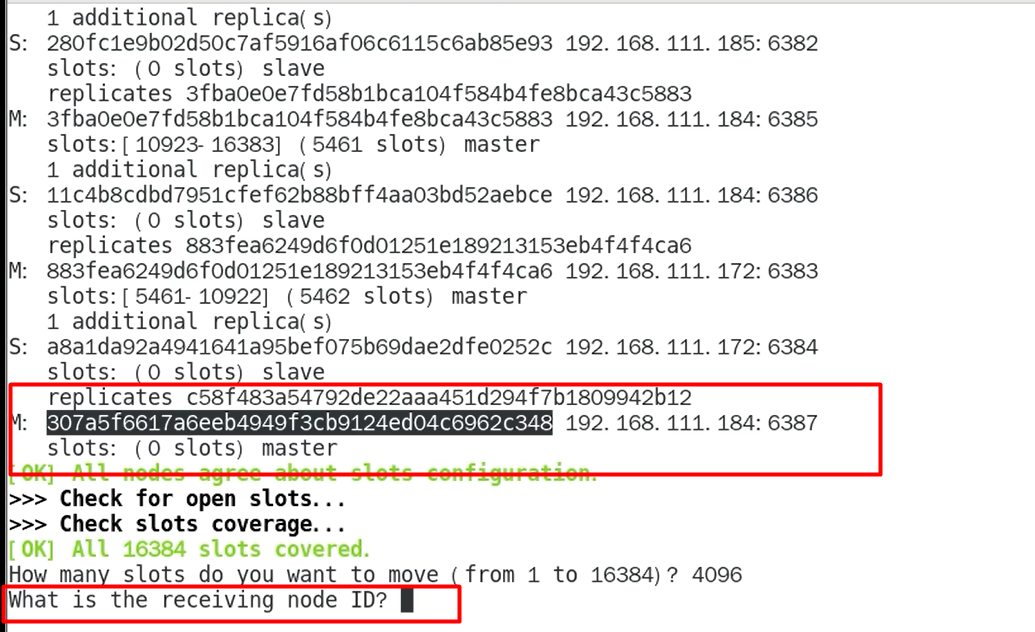 1 additional replica(s)
S: 280fc1e9b02d50c7af5916af06c6115c6ab85e93 192.168.111.185:6382
slots: (0 slots) slave
replicates 3fba0e0e7fd58b1bca104f584b4fe8bca43c5883
M: 3fba0e0e7fd58b1bca104f584b4fe8bca43c5883 192.168.111.184:6385
slots:[10923-16383] (5461 slots) master
1 additional replica(s)
S: 11c4b8cdbd7951cfef62b88bff4aa03bd52aebce 192.168.111.184:6386
slots: (0 slots) slave
replicates 883fea6249d6f0d01251e189213153eb4f4f4ca6
M: 883fea6249d6f0d01251e189213153eb4f4f4ca6 192.168.111.172:6383
slots:[5461-10922] (5462 slots) master
1 additional replica(s)
S: a8a1da92a4941641a95bef075b69dae2dfe0252c 192.168.111.172:6384
slots: (0 slots) slave
replicates c58f483a54792de22aaa451d294f7b1809942b12
M: 307a5f6617a6eeb4949f3cb9124ed04c6962c348 192.168.111.184:6387
slots: (0 slots) master
[OK] All nodes agree about slots configuration.
>>> Check for open slots...
>>> Check slots coverage...
[OK] All 16384 slots covered.
How many slots do you want to move (from 1 to 16384)? 4096
What is the receiving node ID?